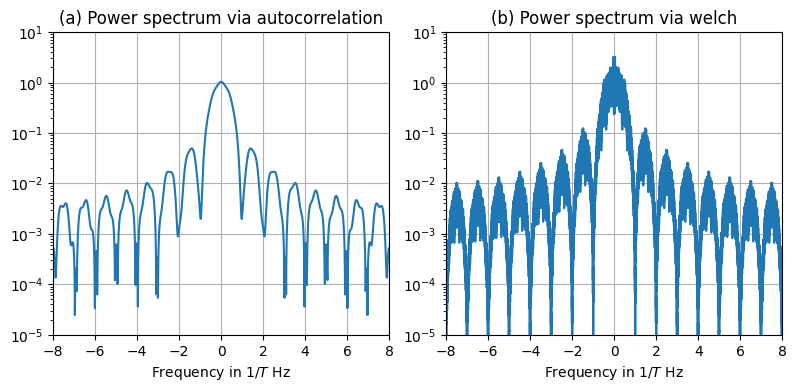 (a) Power spectrum via autocorrelation
10¹
10⁰
10⁻¹
10⁻²
10⁻³
10⁻⁴
10⁻⁵
−8 −6 −4 −2 0 2 4 6 8
Frequency in 1/T Hz
(b) Power spectrum via welch
10¹
10⁰
10⁻¹
10⁻²
10⁻³
10⁻⁴
10⁻⁵
−8 −6 −4 −2 0 2 4 6 8
Frequency in 1/T Hz